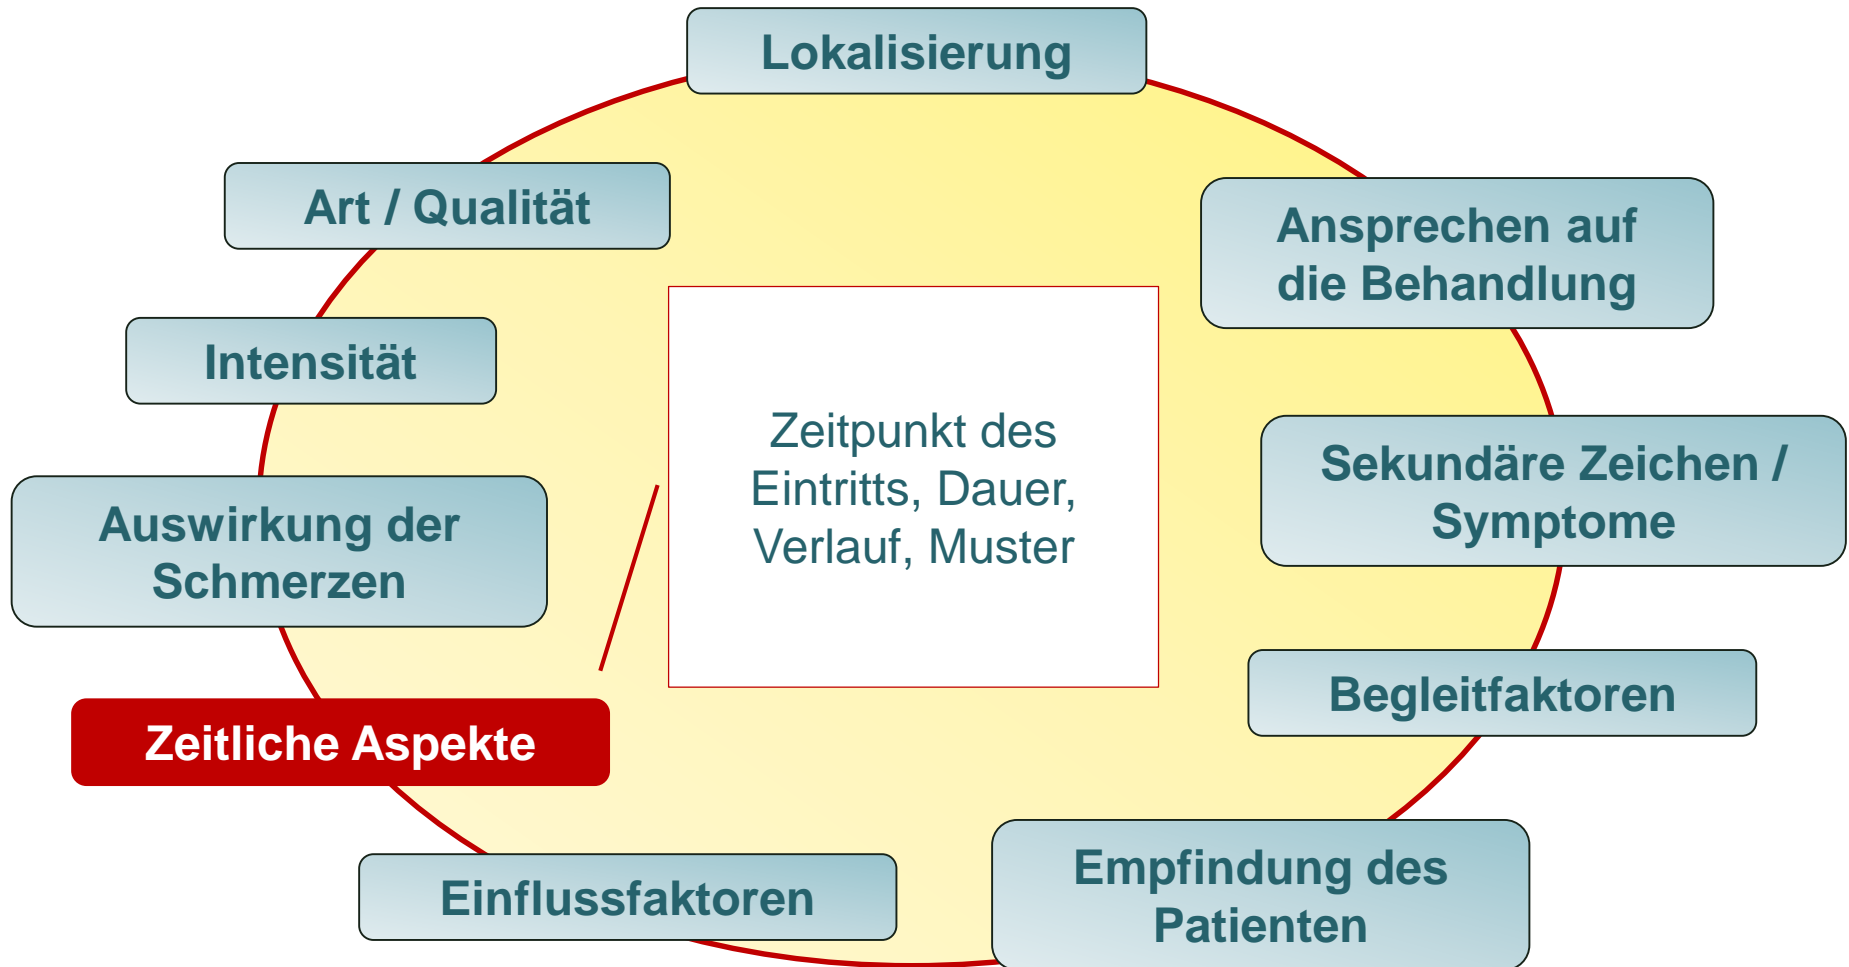 Lokalisierung
Art / Qualität
Ansprechen auf
die Behandlung
Intensität
Zeitpunkt des
Eintritts, Dauer,
Verlauf, Muster
Sekundäre Zeichen /
Symptome
Auswirkung der
Schmerzen
Begleitfaktoren
Zeitliche Aspekte
Einflussfaktoren
Empfindung des
Patienten